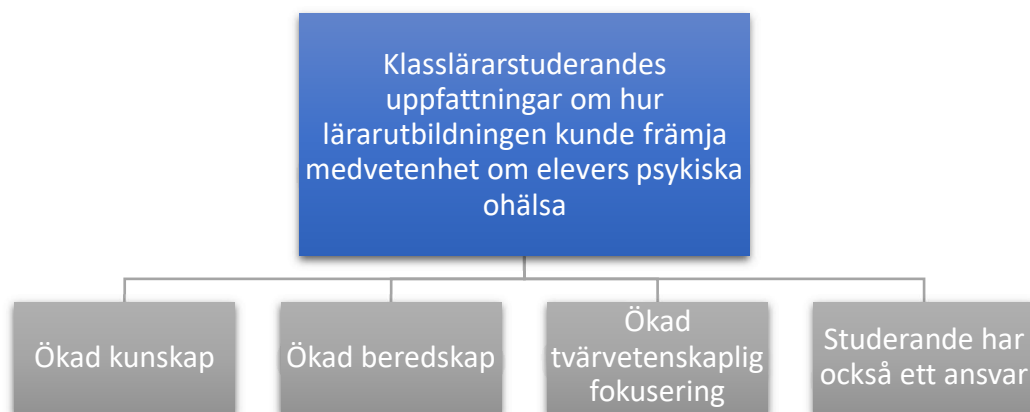 Klasslärarstuderandes
uppfattningar om hur
lärarutbildningen kunde främja
medvetenhet om elevers psykiska
ohälsa
Ökad kunskap
Ökad beredskap
Ökad
tvärvetenskaplig
fokusering
Studerande har
också ett ansvar